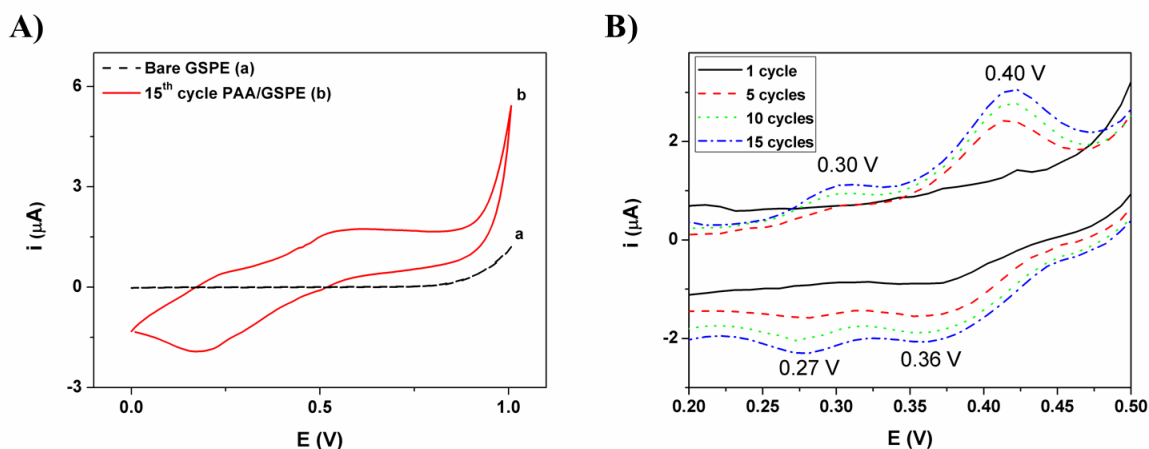 A)
Bare GSPE (a)
15th cycle PAA/GSPE (b)
b
a
6
3
0
-3
i (μA)
0.0
0.5
1.0
E (V)
B)
1 cycle
5 cycles
10 cycles
15 cycles
0.40 V
0.30 V
0.27 V
0.36 V
2
0
-2
i (μA)
0.20
0.25
0.30
0.35
0.40
0.45
0.50
E (V)